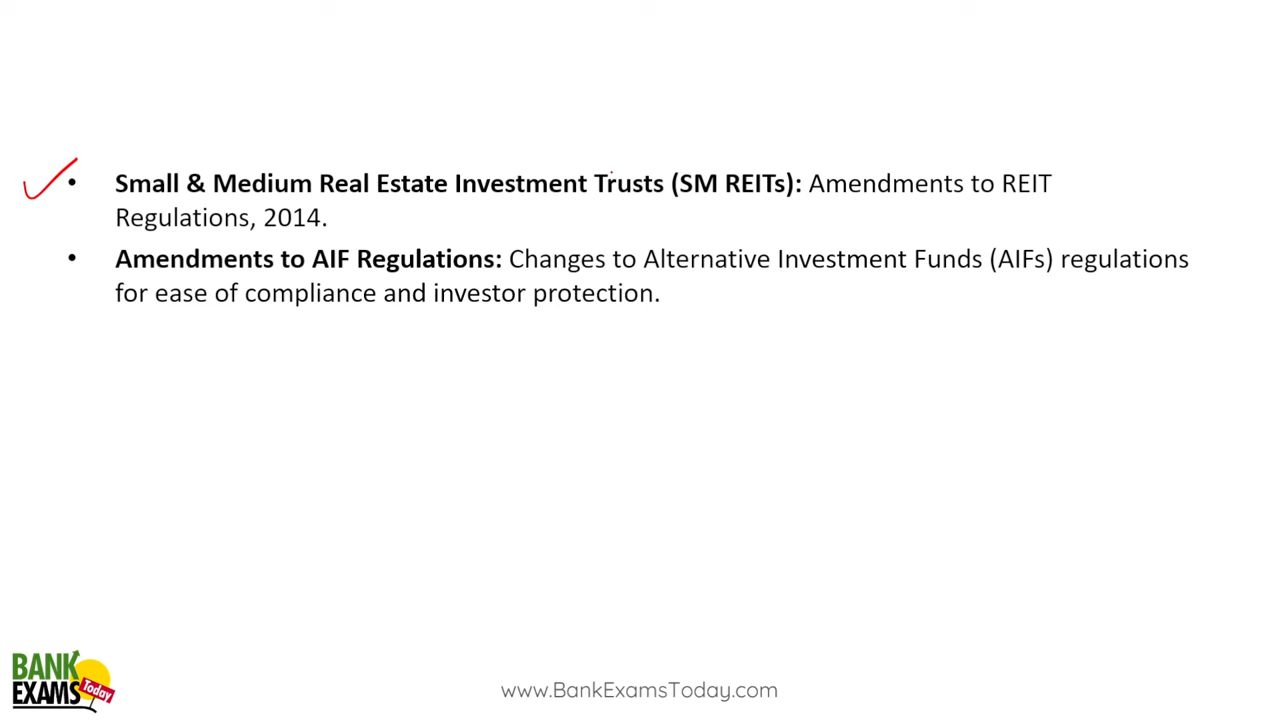 • Small & Medium Real Estate Investment Trusts (SM REITs): Amendments to REIT
Regulations, 2014.
• Amendments to AIF Regulations: Changes to Alternative Investment Funds (AIFs) regulations
for ease of compliance and investor protection.
BANK
EXAMS
Today
www.BankExamsToday.com